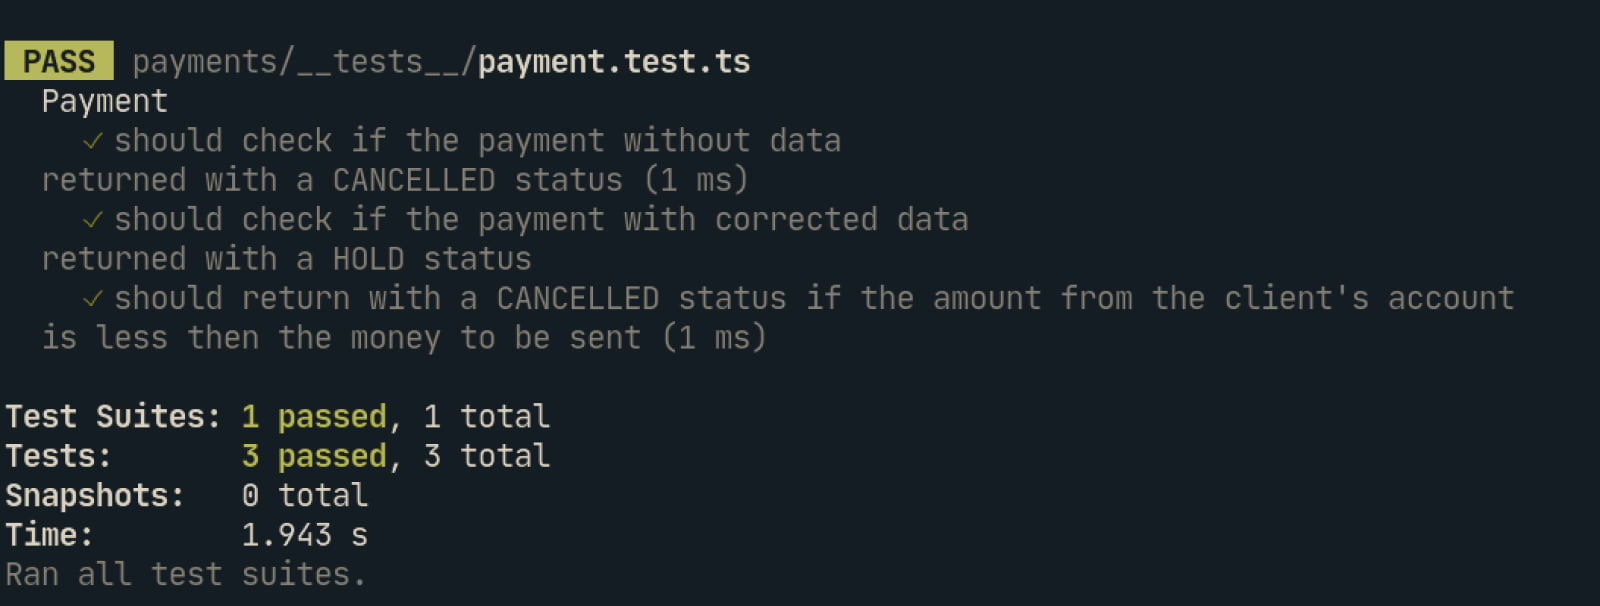 PASS payments/__tests__/payment.test.ts
Payment
✓ should check if the payment without data
returned with a CANCELLED status (1 ms)
✓ should check if the payment with corrected data
returned with a HOLD status
✓ should return with a CANCELLED status if the amount from the client's account
is less then the money to be sent (1 ms)
Test Suites: 1 passed, 1 total
Tests: 3 passed, 3 total
Snapshots: 0 total
Time: 1.943 s
Ran all test suites.